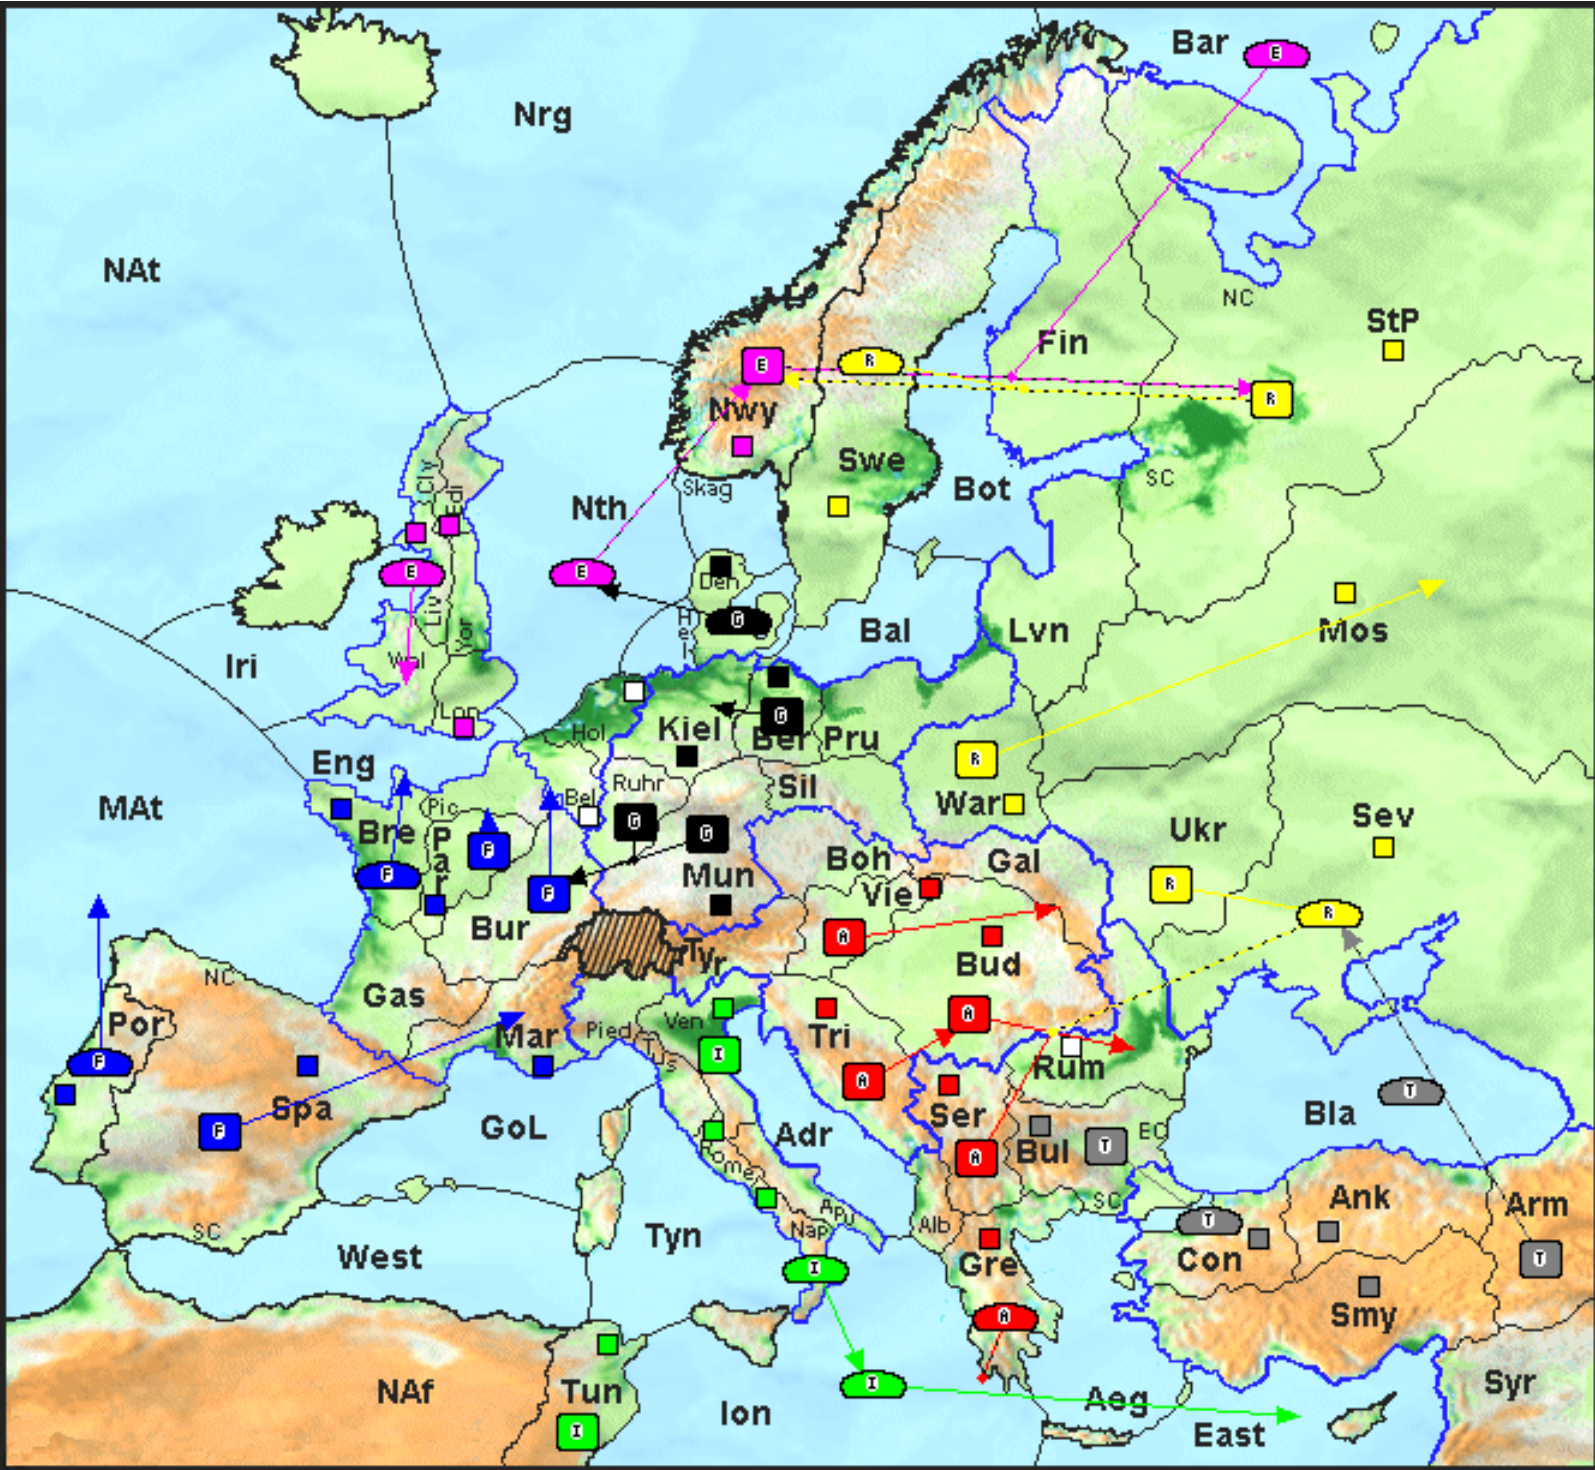 Bar
E
Nrg
NAt
NC
StP
Fin
E
R
R
Nwy
Swe
SC
Bot
Skag
Nth
Cly
Edi
E
E
Den
G
Hel
Bal
Lvn
Mos
Liv
Yor
Wal
Iri
Lon
Hol
Kiel
G
Ber
Pru
Eng
R
Ruhr
Sil
War
MAt
Pic
Bel
Bre
Par
F
G
G
Ukr
Sev
Boh
Gal
Mun
Vie
F
F
R
R
Bur
A
Tyr
Bud
NC
Gas
Por
Mar
Pied
Ven
Tus
Tri
A
F
I
A
Rum
Spa
F
GoL
Adr
Ser
Bla
T
Rome
A
Bul
T
EC
SC
SC
West
Tyn
Apu
Nap
Alb
T
Ank
Arm
Gre
Con
T
I
A
Smy
NAf
Tun
I
Ion
I
Aeg
East
Syr